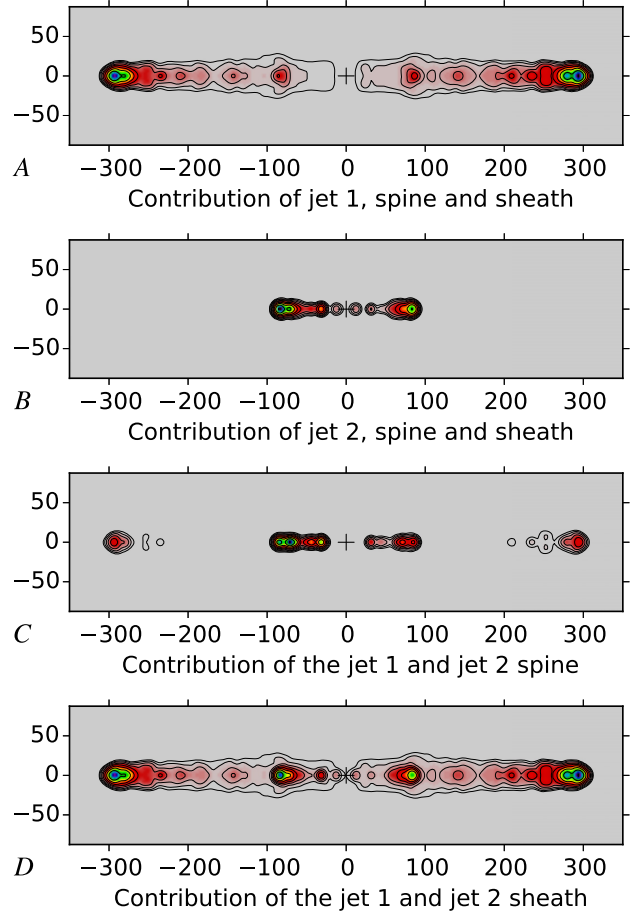 50
0
−50
A
−300 −200 −100 0 100 200 300
Contribution of jet 1, spine and sheath
50
0
−50
B
−300 −200 −100 0 100 200 300
Contribution of jet 2, spine and sheath
50
0
−50
C
−300 −200 −100 0 100 200 300
Contribution of the jet 1 and jet 2 spine
50
0
−50
D
−300 −200 −100 0 100 200 300
Contribution of the jet 1 and jet 2 sheath